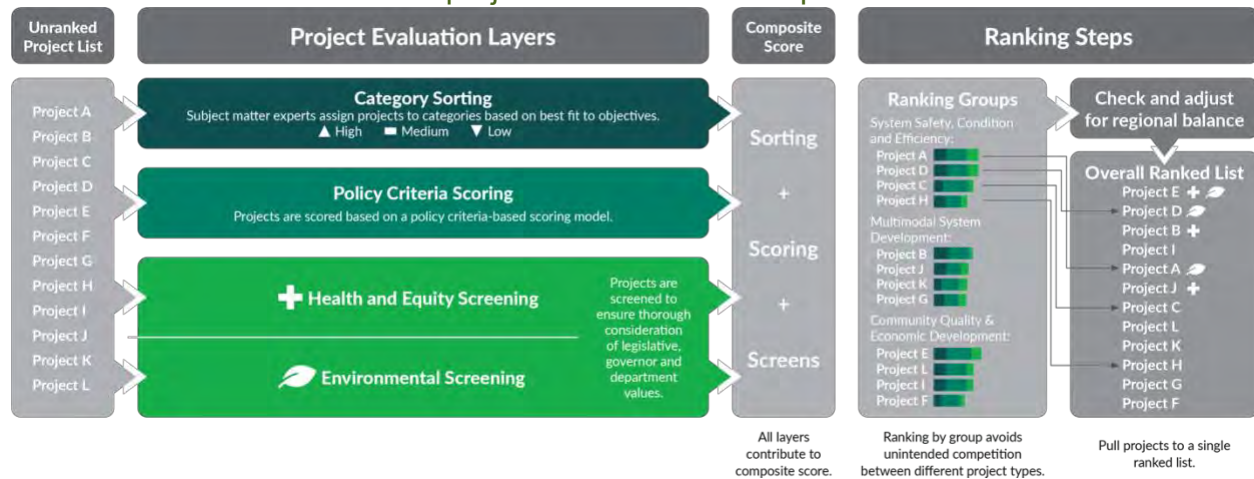 Unranked
Project List
Project Evaluation Layers
Composite
Score
Ranking Steps
Project A
Project B
Project C
Project D
Project E
Project F
Project G
Project H
Project I
Project J
Project K
Project L
Category Sorting
Subject matter experts assign projects to categories based on best fit to objectives.
▲ High ▬ Medium ▼ Low
Policy Criteria Scoring
Projects are scored based on a policy criteria-based scoring model.
Health and Equity Screening
Environmental Screening
Projects are
screened to
ensure thorough
consideration
of legislative,
governor and
department
values.
Sorting
+
Scoring
+
Screens
All layers
contribute to
composite score.
Ranking Groups
System Safety, Condition
and Efficiency:
Project A
Project D
Project C
Project H
Multimodal System
Development:
Project B
Project J
Project K
Project G
Community Quality &
Economic Development:
Project E
Project L
Project I
Project F
Ranking by group avoids
unintended competition
between different project types.
Check and adjust
for regional balance
Overall Ranked List
Project E
Project D
Project B
Project I
Project A
Project J
Project C
Project L
Project K
Project H
Project G
Project F
Pull projects to a single
ranked list.